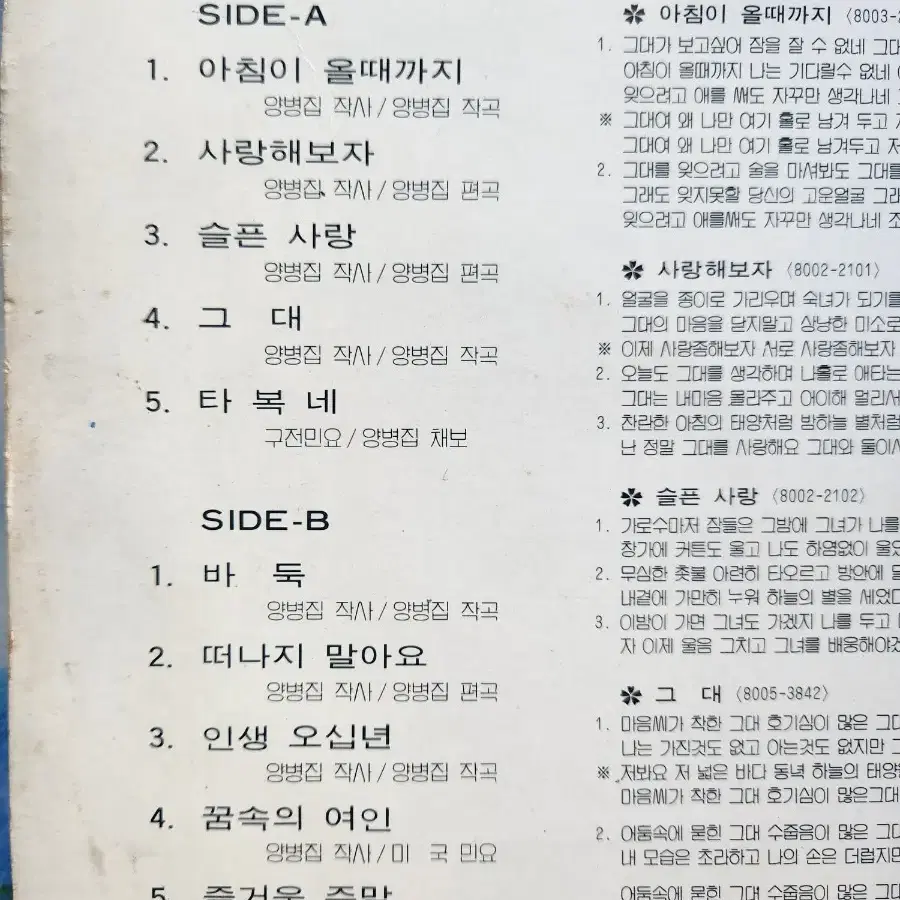 SIDE-A
1. 아침이 올때까지
양병집 작사/양병집 작곡
2. 사랑해보자
양병집 작사/양병집 편곡
3. 슬픈 사랑
양병집 작사/양병집 편곡
4. 그 대
양병집 작사/양병집 작곡
5. 타 복 네
구전민요/양병집 채보
SIDE-B
1. 바 둑
양병집 작사/양병집 작곡
2. 떠나지 말아요
양병집 작사/양병집 편곡
3. 인생 오십년
양병집 작사/양병집 작곡
4. 꿈속의 여인
양병집 작사/미 국 민요
5. 즐거운 주말
✽ 아침이 올때까지 〈8003-
1. 그대가 보고싶어 잠을 잘 수 없네 그대
아침이 올때까지 나는 기다릴수 없네
잊으려고 애를 써도 자꾸만 생각나네
※ 그대여 왜 나만 여기 홀로 남겨 두고
그대여 왜 나만 여기 홀로 남겨두고 저
2. 그대를 잊으려고 술을 마셔봐도 그대를
그래도 잊지못할 당신의 고운얼굴 그래
잊으려고 애를써도 자꾸만 생각나네 조
✽ 사랑해보자 〈8002-2101〉
1. 얼굴을 종이로 가리우며 숙녀가 되기를
그대의 마음을 닫지말고 상냥한 미소로
※ 이제 사랑좀해보자 서로 사랑좀해보자
2. 오늘도 그대를 생각하며 나홀로 애타는
그대는 내마음 몰라주고 어이해 멀리서
3. 찬란한 아침의 태양처럼 밤하늘 별처럼
난 정말 그대를 사랑해요 그대와 둘이서
✽ 슬픈 사랑 〈8002-2102〉
1. 가로수마저 잠들은 그밤에 그녀가 나를
창가에 커튼도 울고 나도 하염없이 울었
2. 무심한 촛불 아련히 타오르고 방안에
내곁에 가만히 누워 하늘의 별을 세었다
3. 이밤이 가면 그녀도 가겠지 나를 두고
자 이제 울음 그치고 그녀를 배웅해야겠
✽ 그 대 〈8005-3842〉
1. 마음씨가 착한 그대 호기심이 많은 그대
나는 가진것도 없고 아는것도 없지만
※ 저봐요 저 넓은 바다 동녘 하늘의 태양
마음씨가 착한 그대 호기심이 많은그대
2. 어둠속에 묻힌 그대 수줍음이 많은 그대
내 모습은 초라하고 나의 손은 더럽지만
어둠속에 묻힌 그대 수줍음이 많은 그대